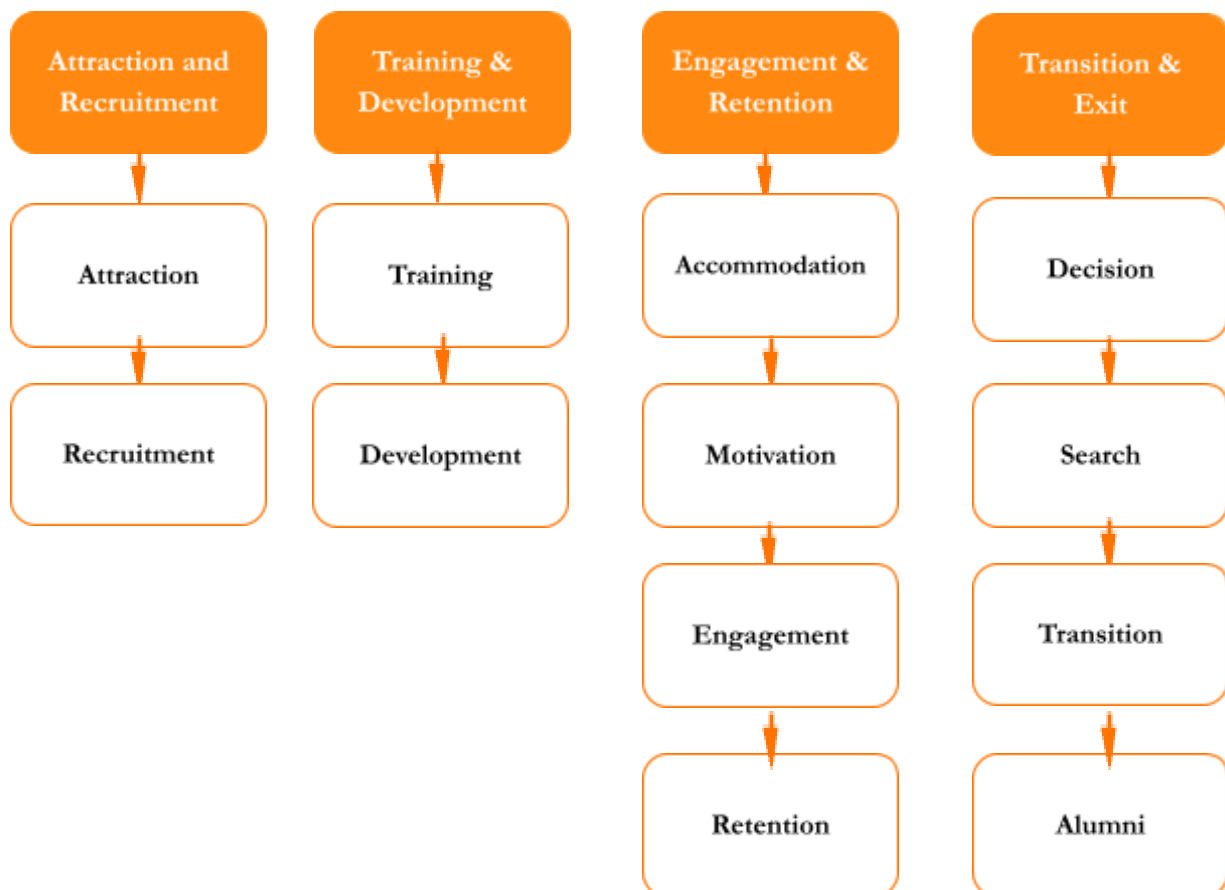 Attraction and
Recruitment
Training &
Development
Engagement &
Retention
Transition &
Exit
Attraction
Training
Accommodation
Decision
Recruitment
Development
Motivation
Search
Engagement
Transition
Retention
Alumni